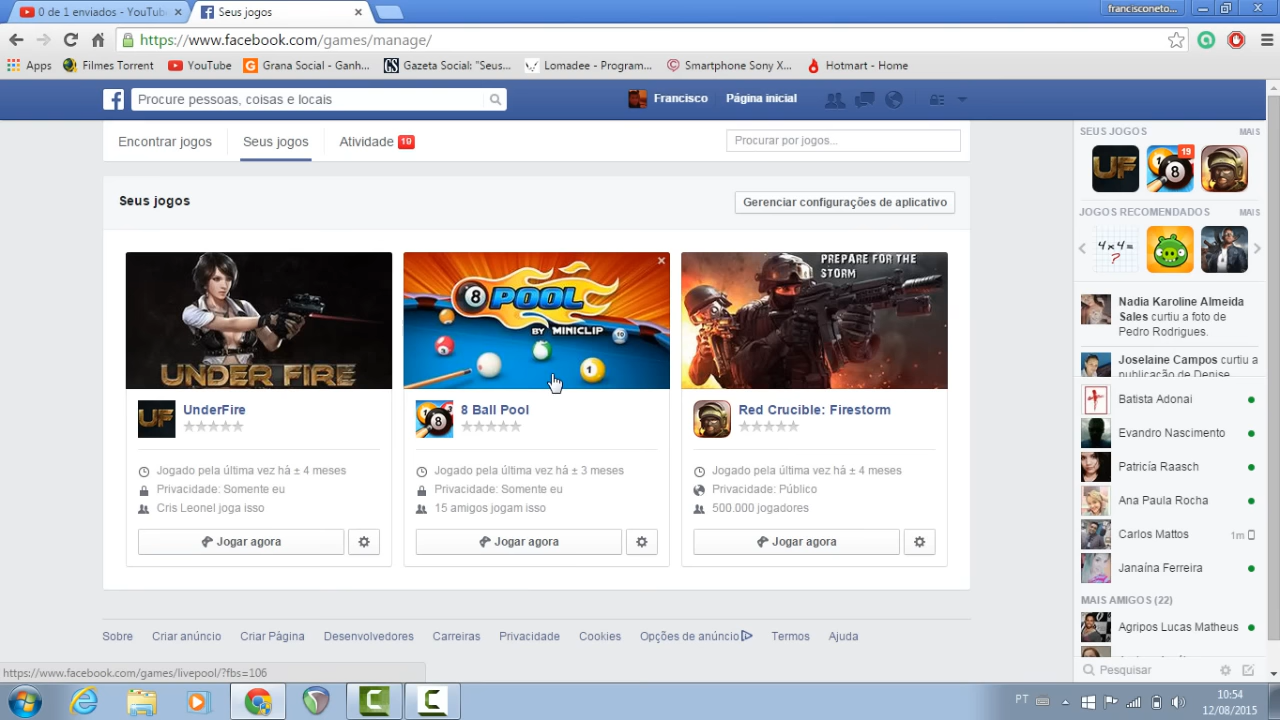 0 de 1 enviados - YouTube
Seus jogos
francisconeto...
https://www.facebook.com/games/manage/
Apps
Filmes Torrent
YouTube
Grana Social - Ganh...
Gazeta Social: "Seus...
Lomadee - Program...
Smartphone Sony X...
Hotmart - Home
Procure pessoas, coisas e locais
Francisco
Página inicial
Encontrar jogos
Seus jogos
Atividade 19
Procurar por jogos...
SEUS JOGOS
MAIS
UF
8
19
Seus jogos
Gerenciar configurações de aplicativo
JOGOS RECOMENDADOS
MAIS
4×4=
?
UNDER FIRE
8 POOL
BY MINICLIP
PREPARE FOR THE
STORM
Nadia Karoline Almeida
Sales curtiu a foto de
Pedro Rodrigues.
Joselaine Campos curtiu a
publicação de Denise
UF
UnderFire
8
8 Ball Pool
Red Crucible: Firestorm
Jogado pela última vez há ± 4 meses
Privacidade: Somente eu
Cris Leonel joga isso
Jogar agora
Jogado pela última vez há ± 3 meses
Privacidade: Somente eu
15 amigos jogam isso
Jogar agora
Jogado pela última vez há ± 4 meses
Privacidade: Público
500.000 jogadores
Jogar agora
Batista Adonai
Evandro Nascimento
Patrícía Raasch
Ana Paula Rocha
Carlos Mattos
1m
Janaína Ferreira
MAIS AMIGOS (22)
Agripos Lucas Matheus
Pesquisar
Sobre
Criar anúncio
Criar Página
Desenvolvedores
Carreiras
Privacidade
Cookies
Opções de anúncio
Termos
Ajuda
https://www.facebook.com/games/livepool/?fbs=106
PT
10:54
12/08/2015